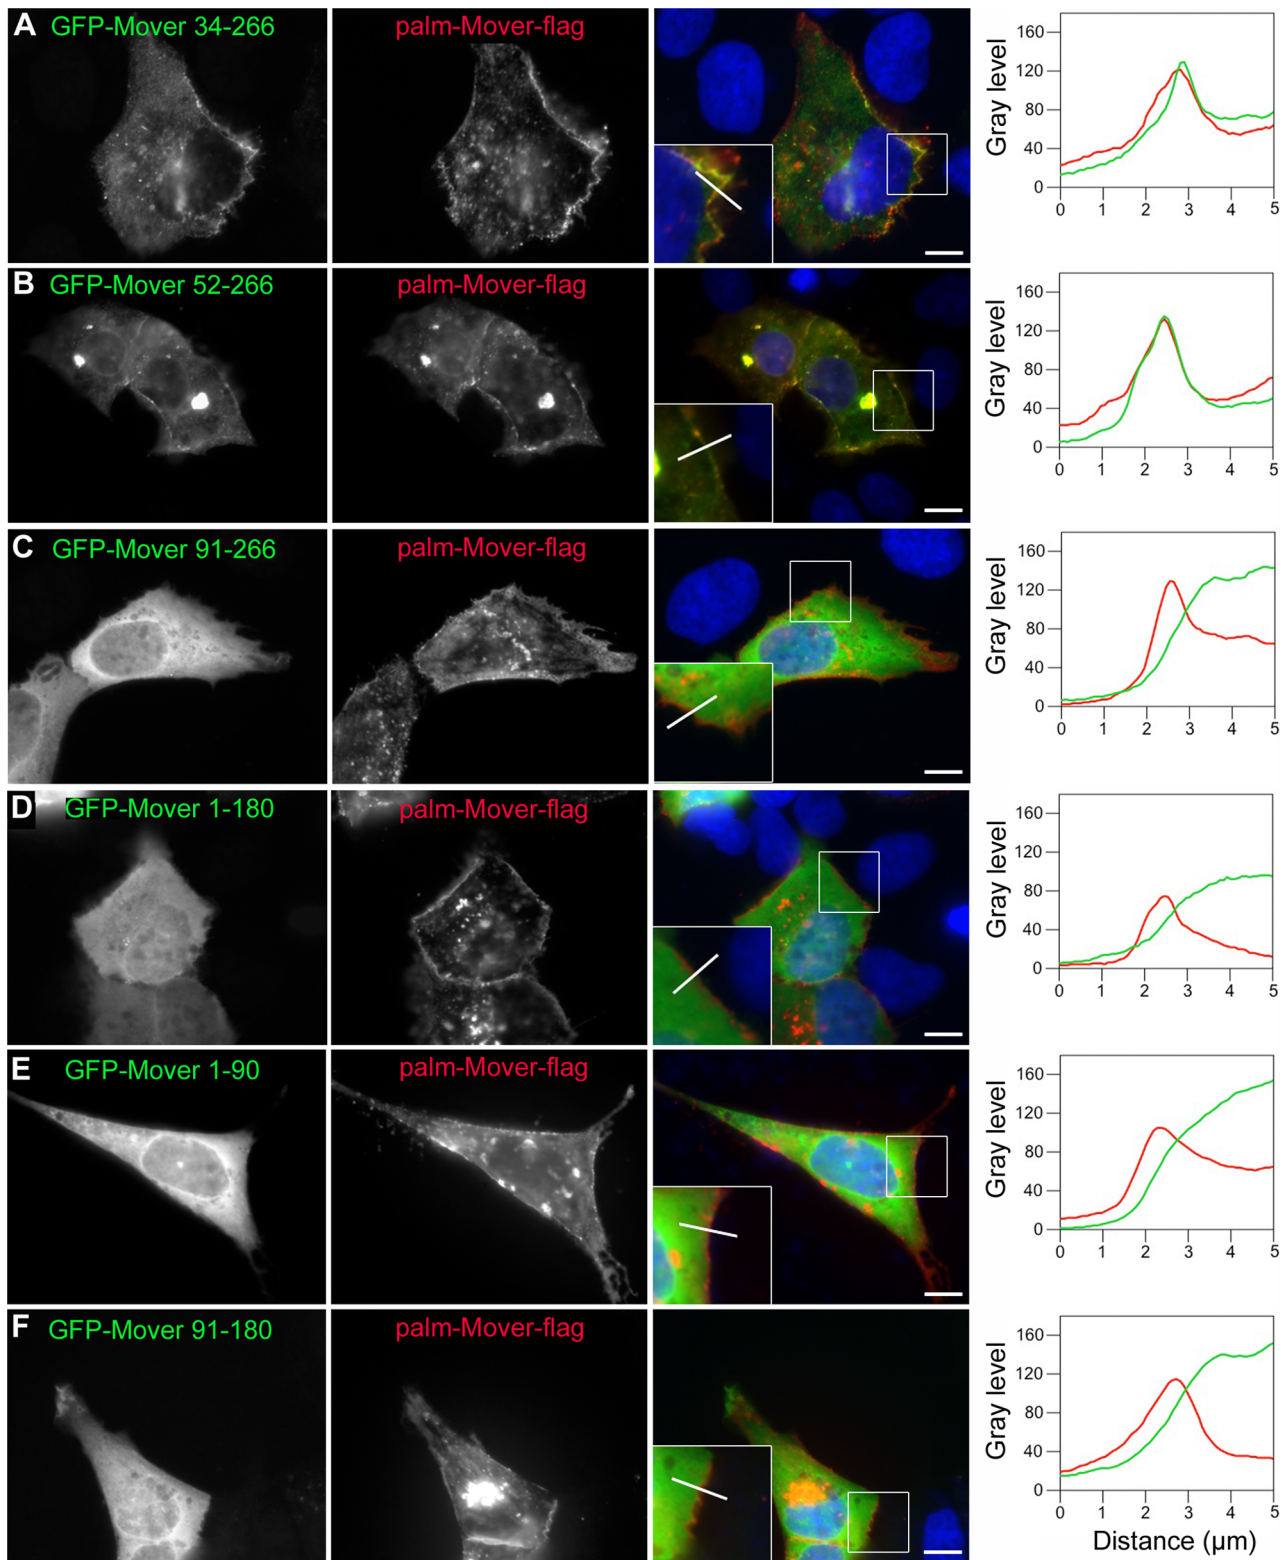 A GFP-Mover 34-266 palm-Mover-flag
Gray level
160
120
80
40
0
0 1 2 3 4 5
B GFP-Mover 52-266 palm-Mover-flag
Gray level
160
120
80
40
0
0 1 2 3 4 5
C GFP-Mover 91-266 palm-Mover-flag
Gray level
160
120
80
40
0
0 1 2 3 4 5
D GFP-Mover 1-180 palm-Mover-flag
Gray level
160
120
80
40
0
0 1 2 3 4 5
E GFP-Mover 1-90 palm-Mover-flag
Gray level
160
120
80
40
0
0 1 2 3 4 5
F GFP-Mover 91-180 palm-Mover-flag
Gray level
160
120
80
40
0
0 1 2 3 4 5
Distance (µm)